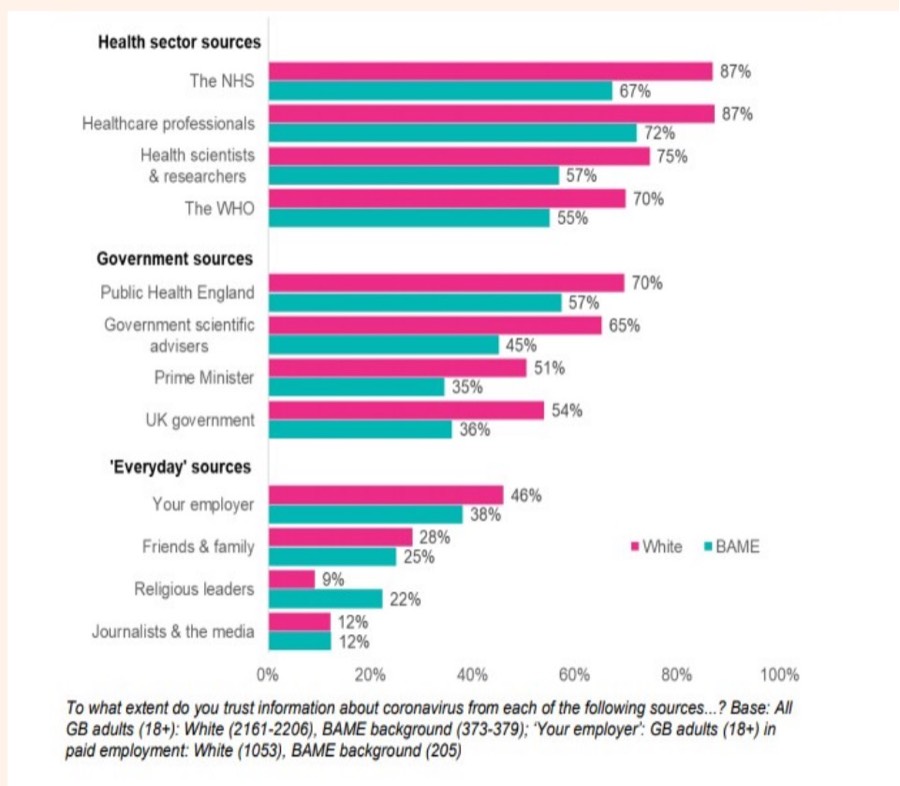 Health sector sources
The NHS
87%
67%
Healthcare professionals
87%
72%
Health scientists
& researchers
75%
57%
The WHO
70%
55%
Government sources
Public Health England
70%
57%
Government scientific
advisers
65%
45%
Prime Minister
51%
35%
UK government
54%
36%
'Everyday' sources
Your employer
46%
38%
Friends & family
28%
25%
White
BAME
Religious leaders
9%
22%
Journalists & the media
12%
12%
0% 20% 40% 60% 80% 100%
To what extent do you trust information about coronavirus from each of the following sources...? Base: All
GB adults (18+): White (2161-2206), BAME background (373-379); 'Your employer': GB adults (18+) in
paid employment: White (1053), BAME background (205)